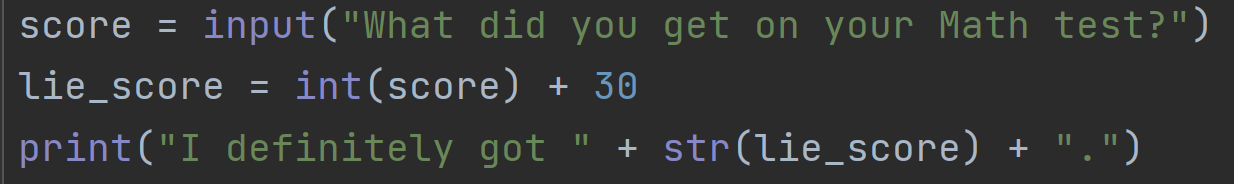 score = input("What did you get on your Math test?")
lie_score = int(score) + 30
print("I definitely got " + str(lie_score) + ".")